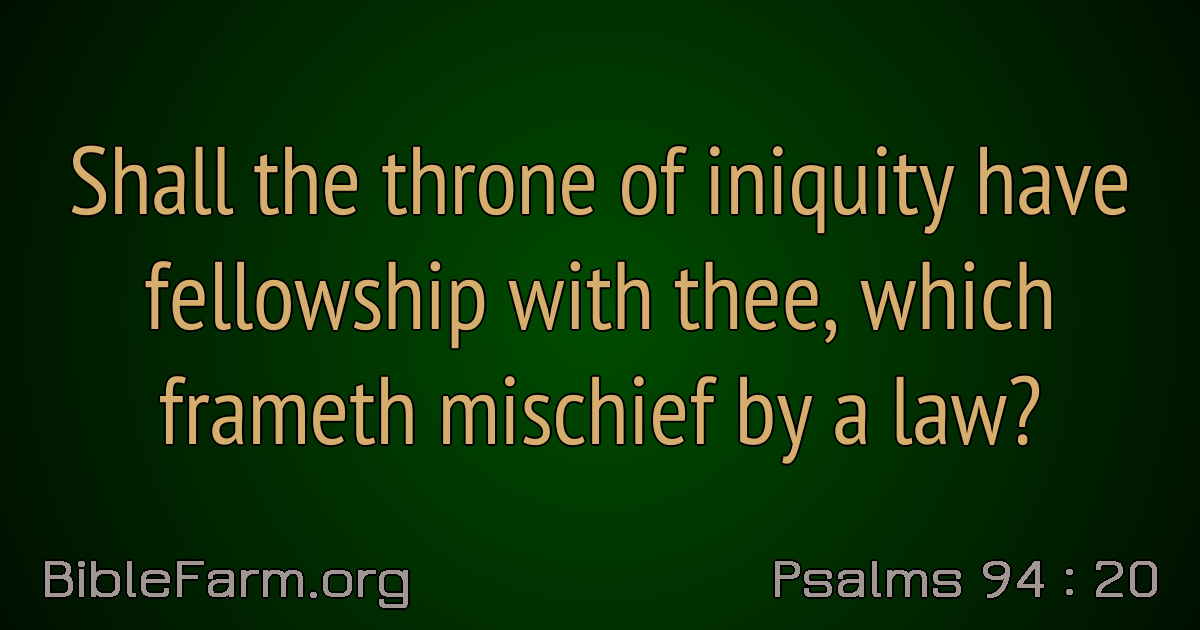 Shall the throne of iniquity have
fellowship with thee, which
frameth mischief by a law?
BibleFarm.org
Psalms 94 : 20